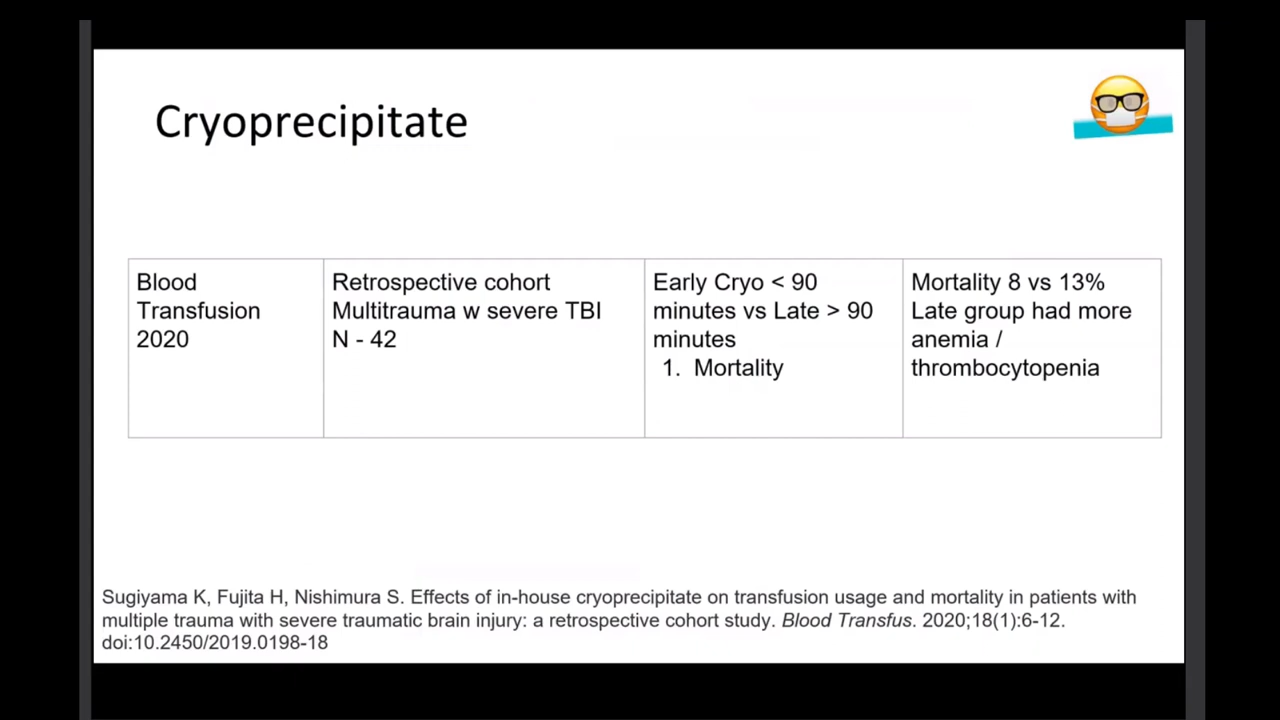 Cryoprecipitate
Blood
Transfusion
2020
Retrospective cohort
Multitrauma w severe TBI
N - 42
Early Cryo < 90
minutes vs Late > 90
minutes
1. Mortality
Mortality 8 vs 13%
Late group had more
anemia /
thrombocytopenia
Sugiyama K, Fujita H, Nishimura S. Effects of in-house cryoprecipitate on transfusion usage and mortality in patients with
multiple trauma with severe traumatic brain injury: a retrospective cohort study. Blood Transfus. 2020;18(1):6-12.
doi:10.2450/2019.0198-18